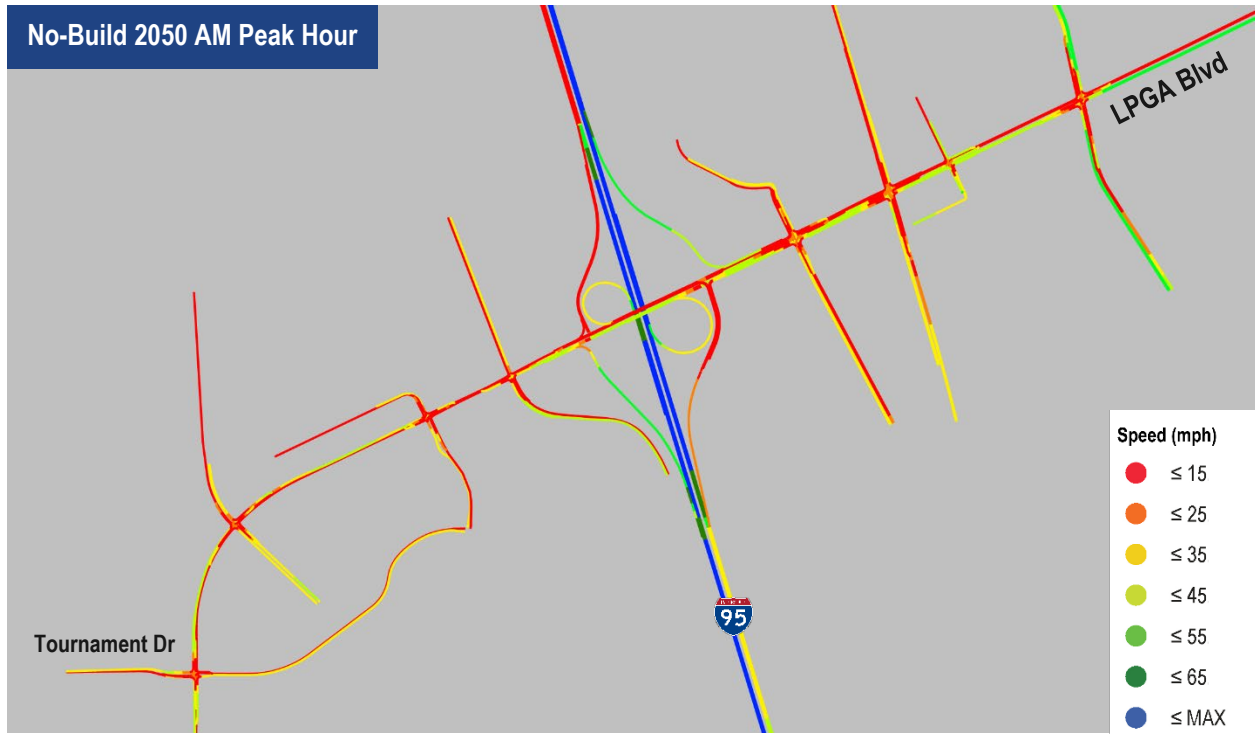 No-Build 2050 AM Peak Hour
LPGA Blvd
Speed (mph)
≤ 15
≤ 25
≤ 35
≤ 45
≤ 55
≤ 65
≤ MAX
95
Tournament Dr